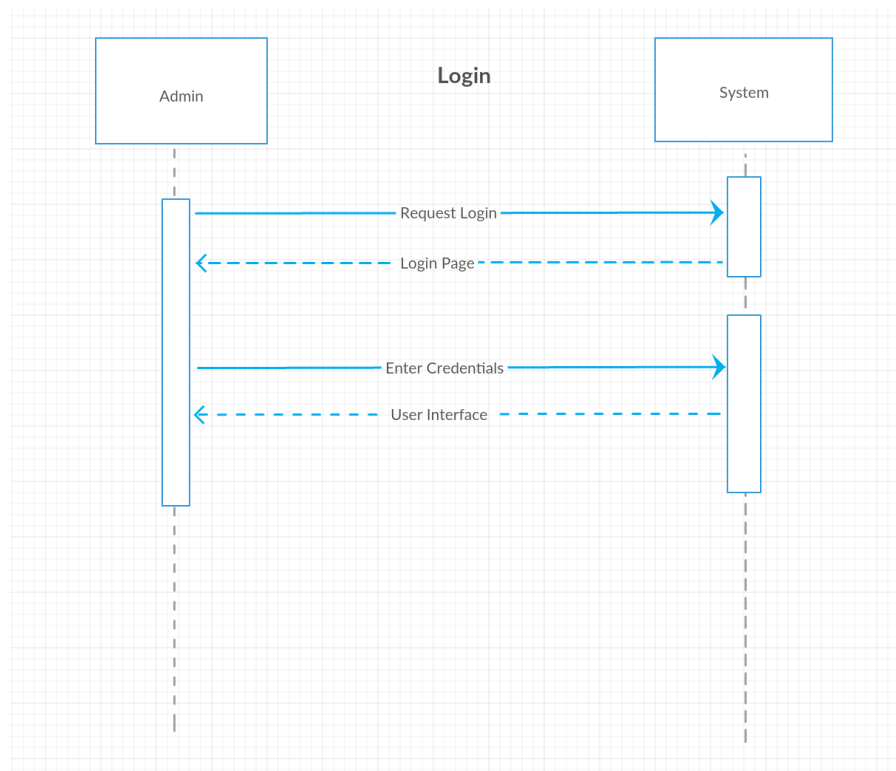 Login
Admin
System
Request Login
Login Page
Enter Credentials
User Interface